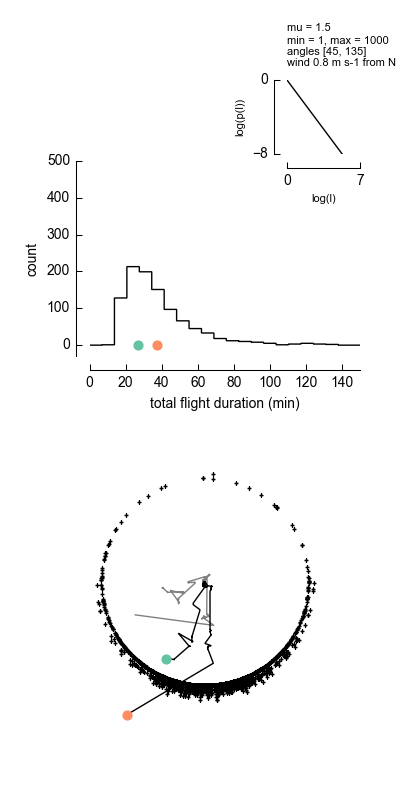 mu = 1.5
min = 1, max = 1000
angles [45, 135]
wind 0.8 m s-1 from N
0
log(p(l))
−8
0 7
log(l)
500
400
300
count
200
100
0
0 20 40 60 80 100 120 140
total flight duration (min)